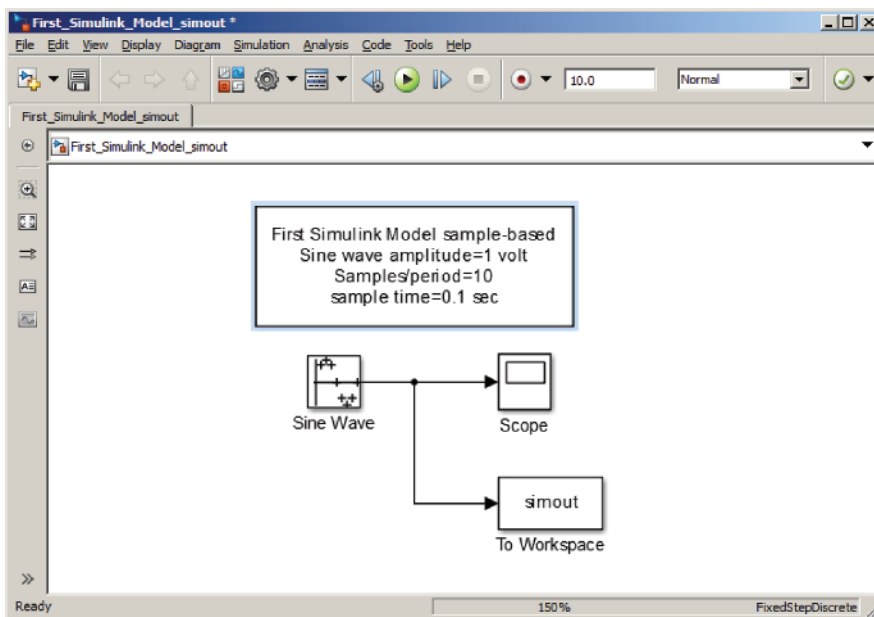 First_Simulink_Model_simout *
File Edit View Display Diagram Simulation Analysis Code Tools Help
10.0 Normal
First_Simulink_Model_simout
First_Simulink_Model_simout
First Simulink Model sample-based
Sine wave amplitude=1 volt
Samples/period=10
sample time=0.1 sec
Sine Wave
Scope
simout
To Workspace
Ready 150% FixedStepDiscrete